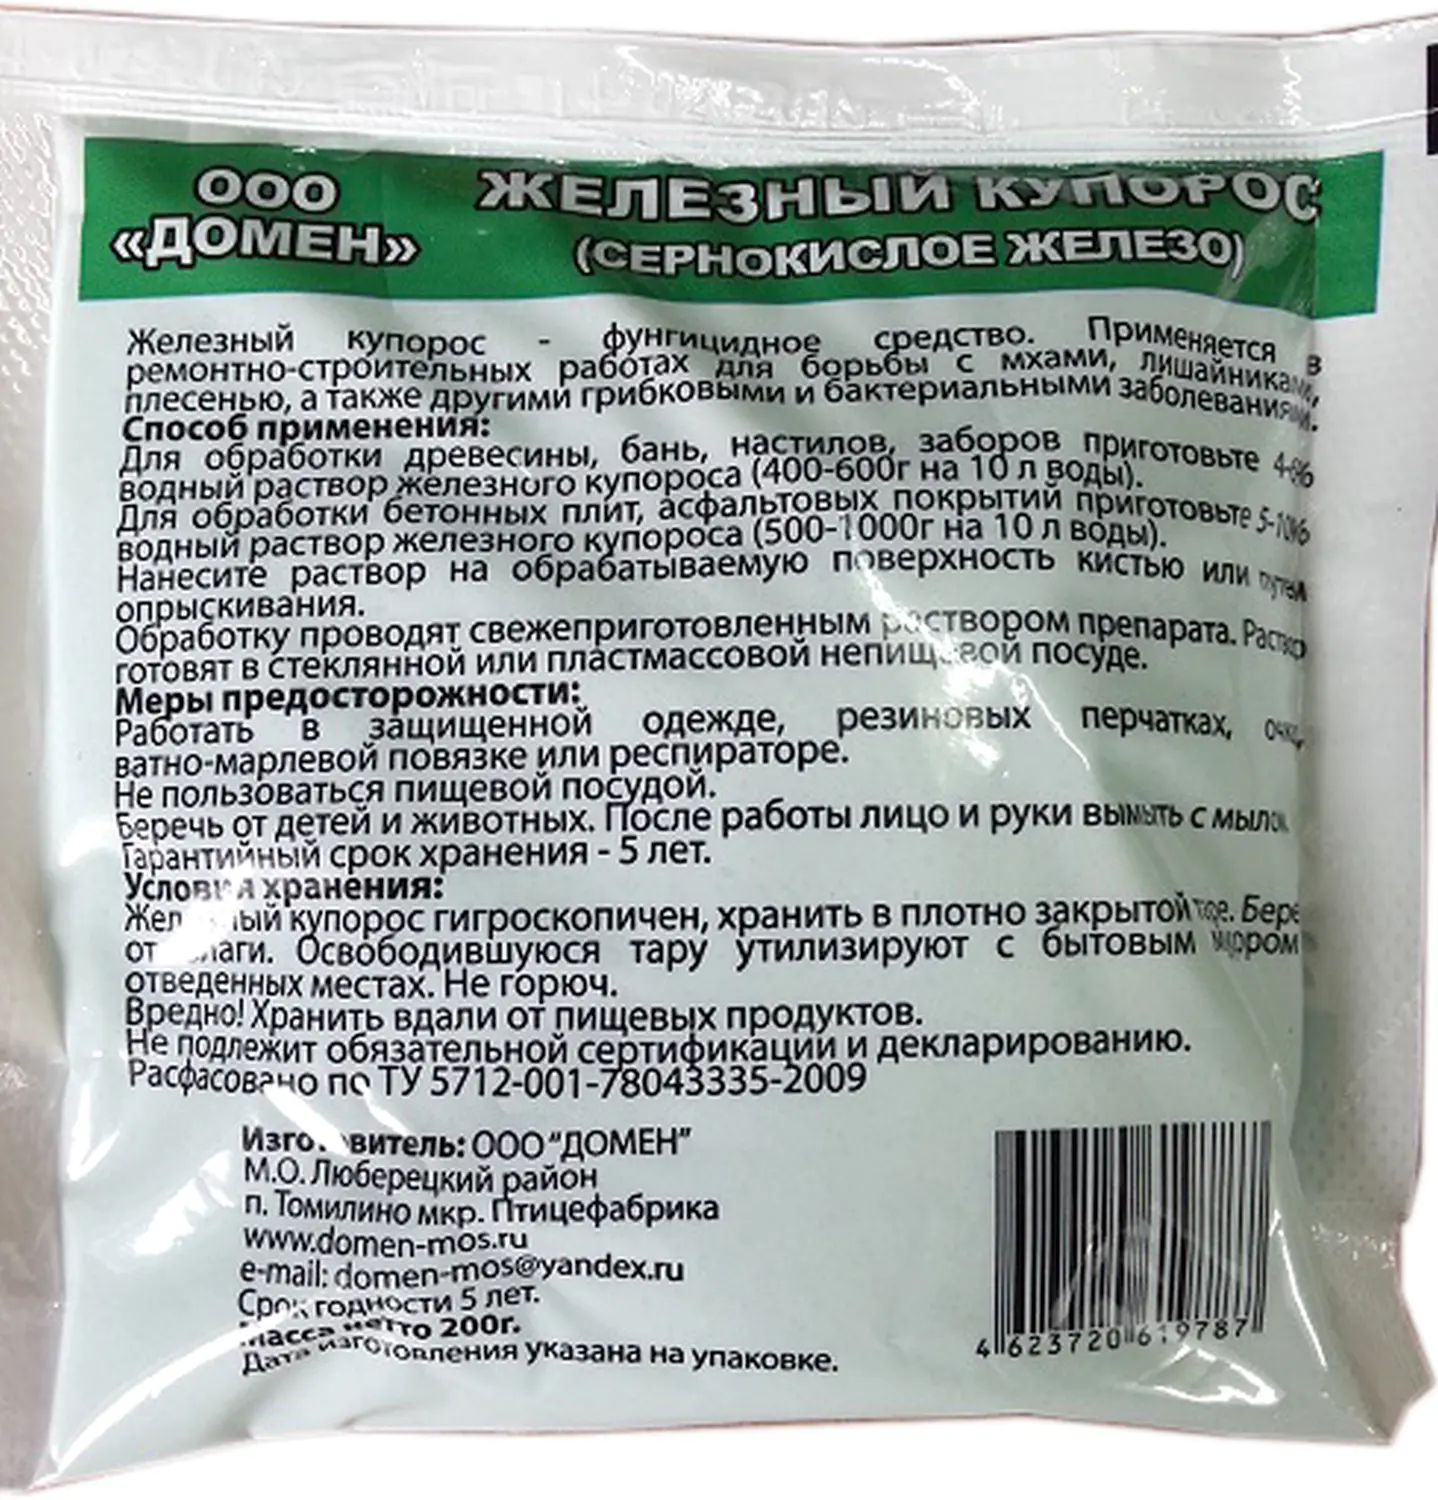 ООО
«ДОМЕН»
ЖЕЛЕЗНЫЙ КУПОРОС
(СЕРНОКИСЛОЕ ЖЕЛЕЗО)
Железный купорос - фунгицидное средство. Применяется в
ремонтно-строительных работах для борьбы с мхами, лишайниками,
плесенью, а также другими грибковыми и бактериальными заболеваниями.
Способ применения:
Для обработки древесины, бань, настилов, заборов приготовьте 4-6%
водный раствор железного купороса (400-600г на 10 л воды).
Для обработки бетонных плит, асфальтовых покрытий приготовьте 5-10%
водный раствор железного купороса (500-1000г на 10 л воды).
Нанесите раствор на обрабатываемую поверхность кистью или путем
опрыскивания.
Обработку проводят свежеприготовленным раствором препарата. Раствор
готовят в стеклянной или пластмассовой непищевой посуде.
Меры предосторожности:
Работать в защищенной одежде, резиновых перчатках,
ватно-марлевой повязке или респираторе.
Не пользоваться пищевой посудой.
Беречь от детей и животных. После работы лицо и руки вымыть с мылом.
Гарантийный срок хранения - 5 лет.
Условия хранения:
Железный купорос гигроскопичен, хранить в плотно закрытой таре.
от влаги. Освободившуюся тару утилизируют с бытовым
отведенных местах. Не горюч.
Вредно! Хранить вдали от пищевых продуктов.
Не подлежит обязательной сертификации и декларированию.
Расфасовано по ТУ 5712-001-78043335-2009
Изготовитель: ООО "ДОМЕН"
М.О. Люберецкий район
п. Томилино мкр. Птицефабрика
www.domen-mos.ru
e-mail: domen-mos@yandex.ru
Срок годности 5 лет.
Масса нетто 200г.
Дата изготовления указана на упаковке.
4 623720 619787